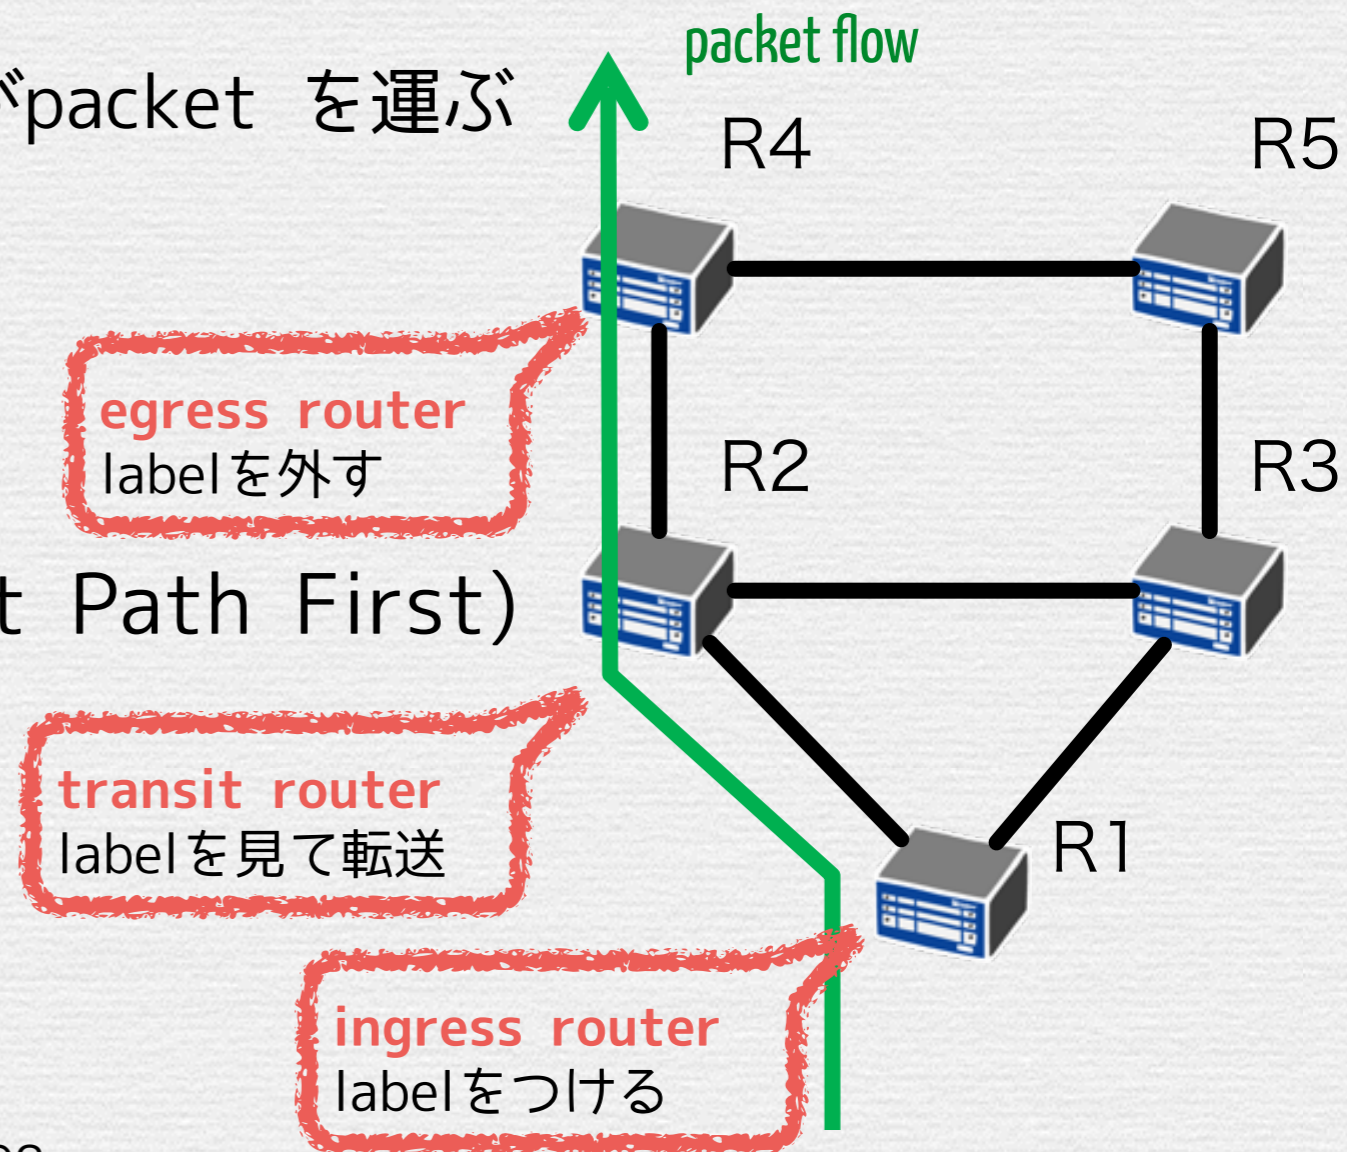 packet flow
packet を運ぶ
R4
R5
egress router
labelを外す
R2
R3
Path First)
transit router
labelを見て転送
R1
ingress router
labelをつける